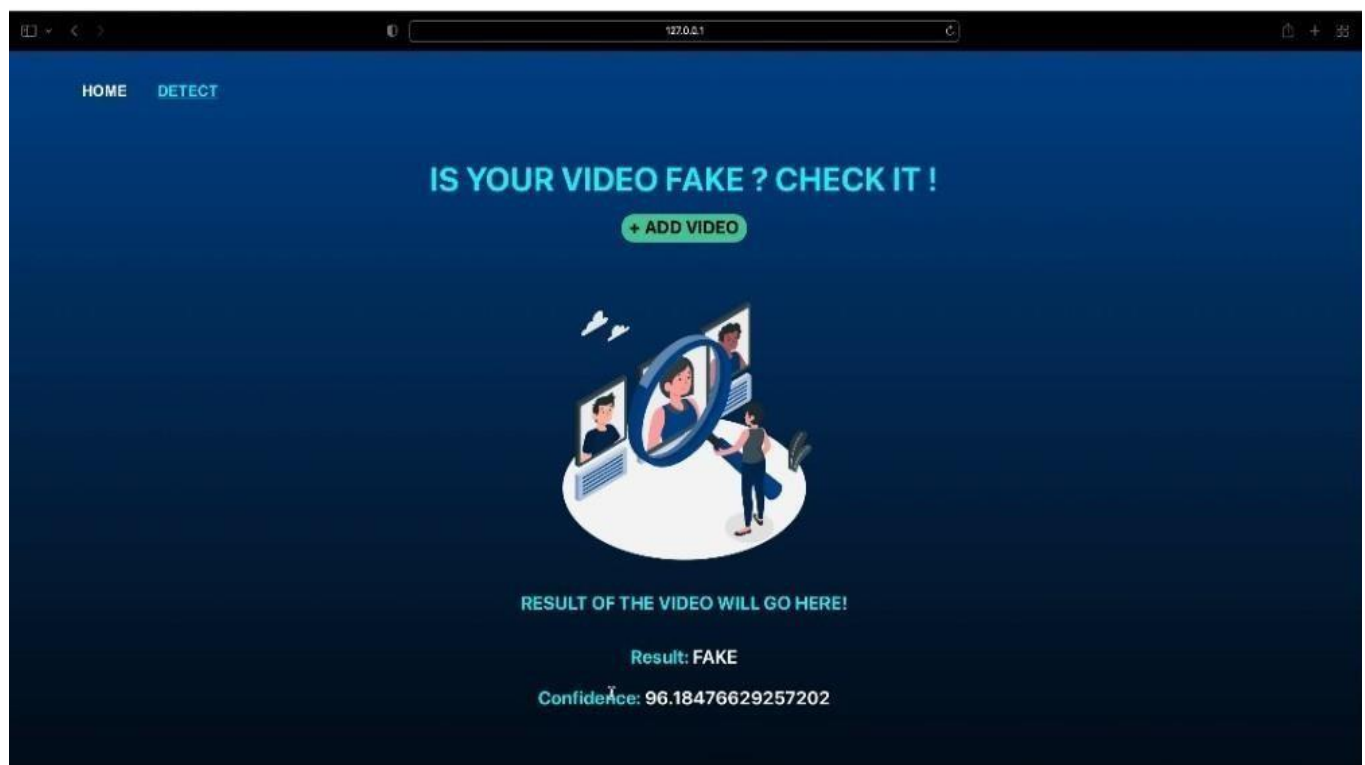 127.0.0.1
HOME DETECT
IS YOUR VIDEO FAKE ? CHECK IT !
+ ADD VIDEO
RESULT OF THE VIDEO WILL GO HERE!
Result: FAKE
Confidence: 96.18476629257202